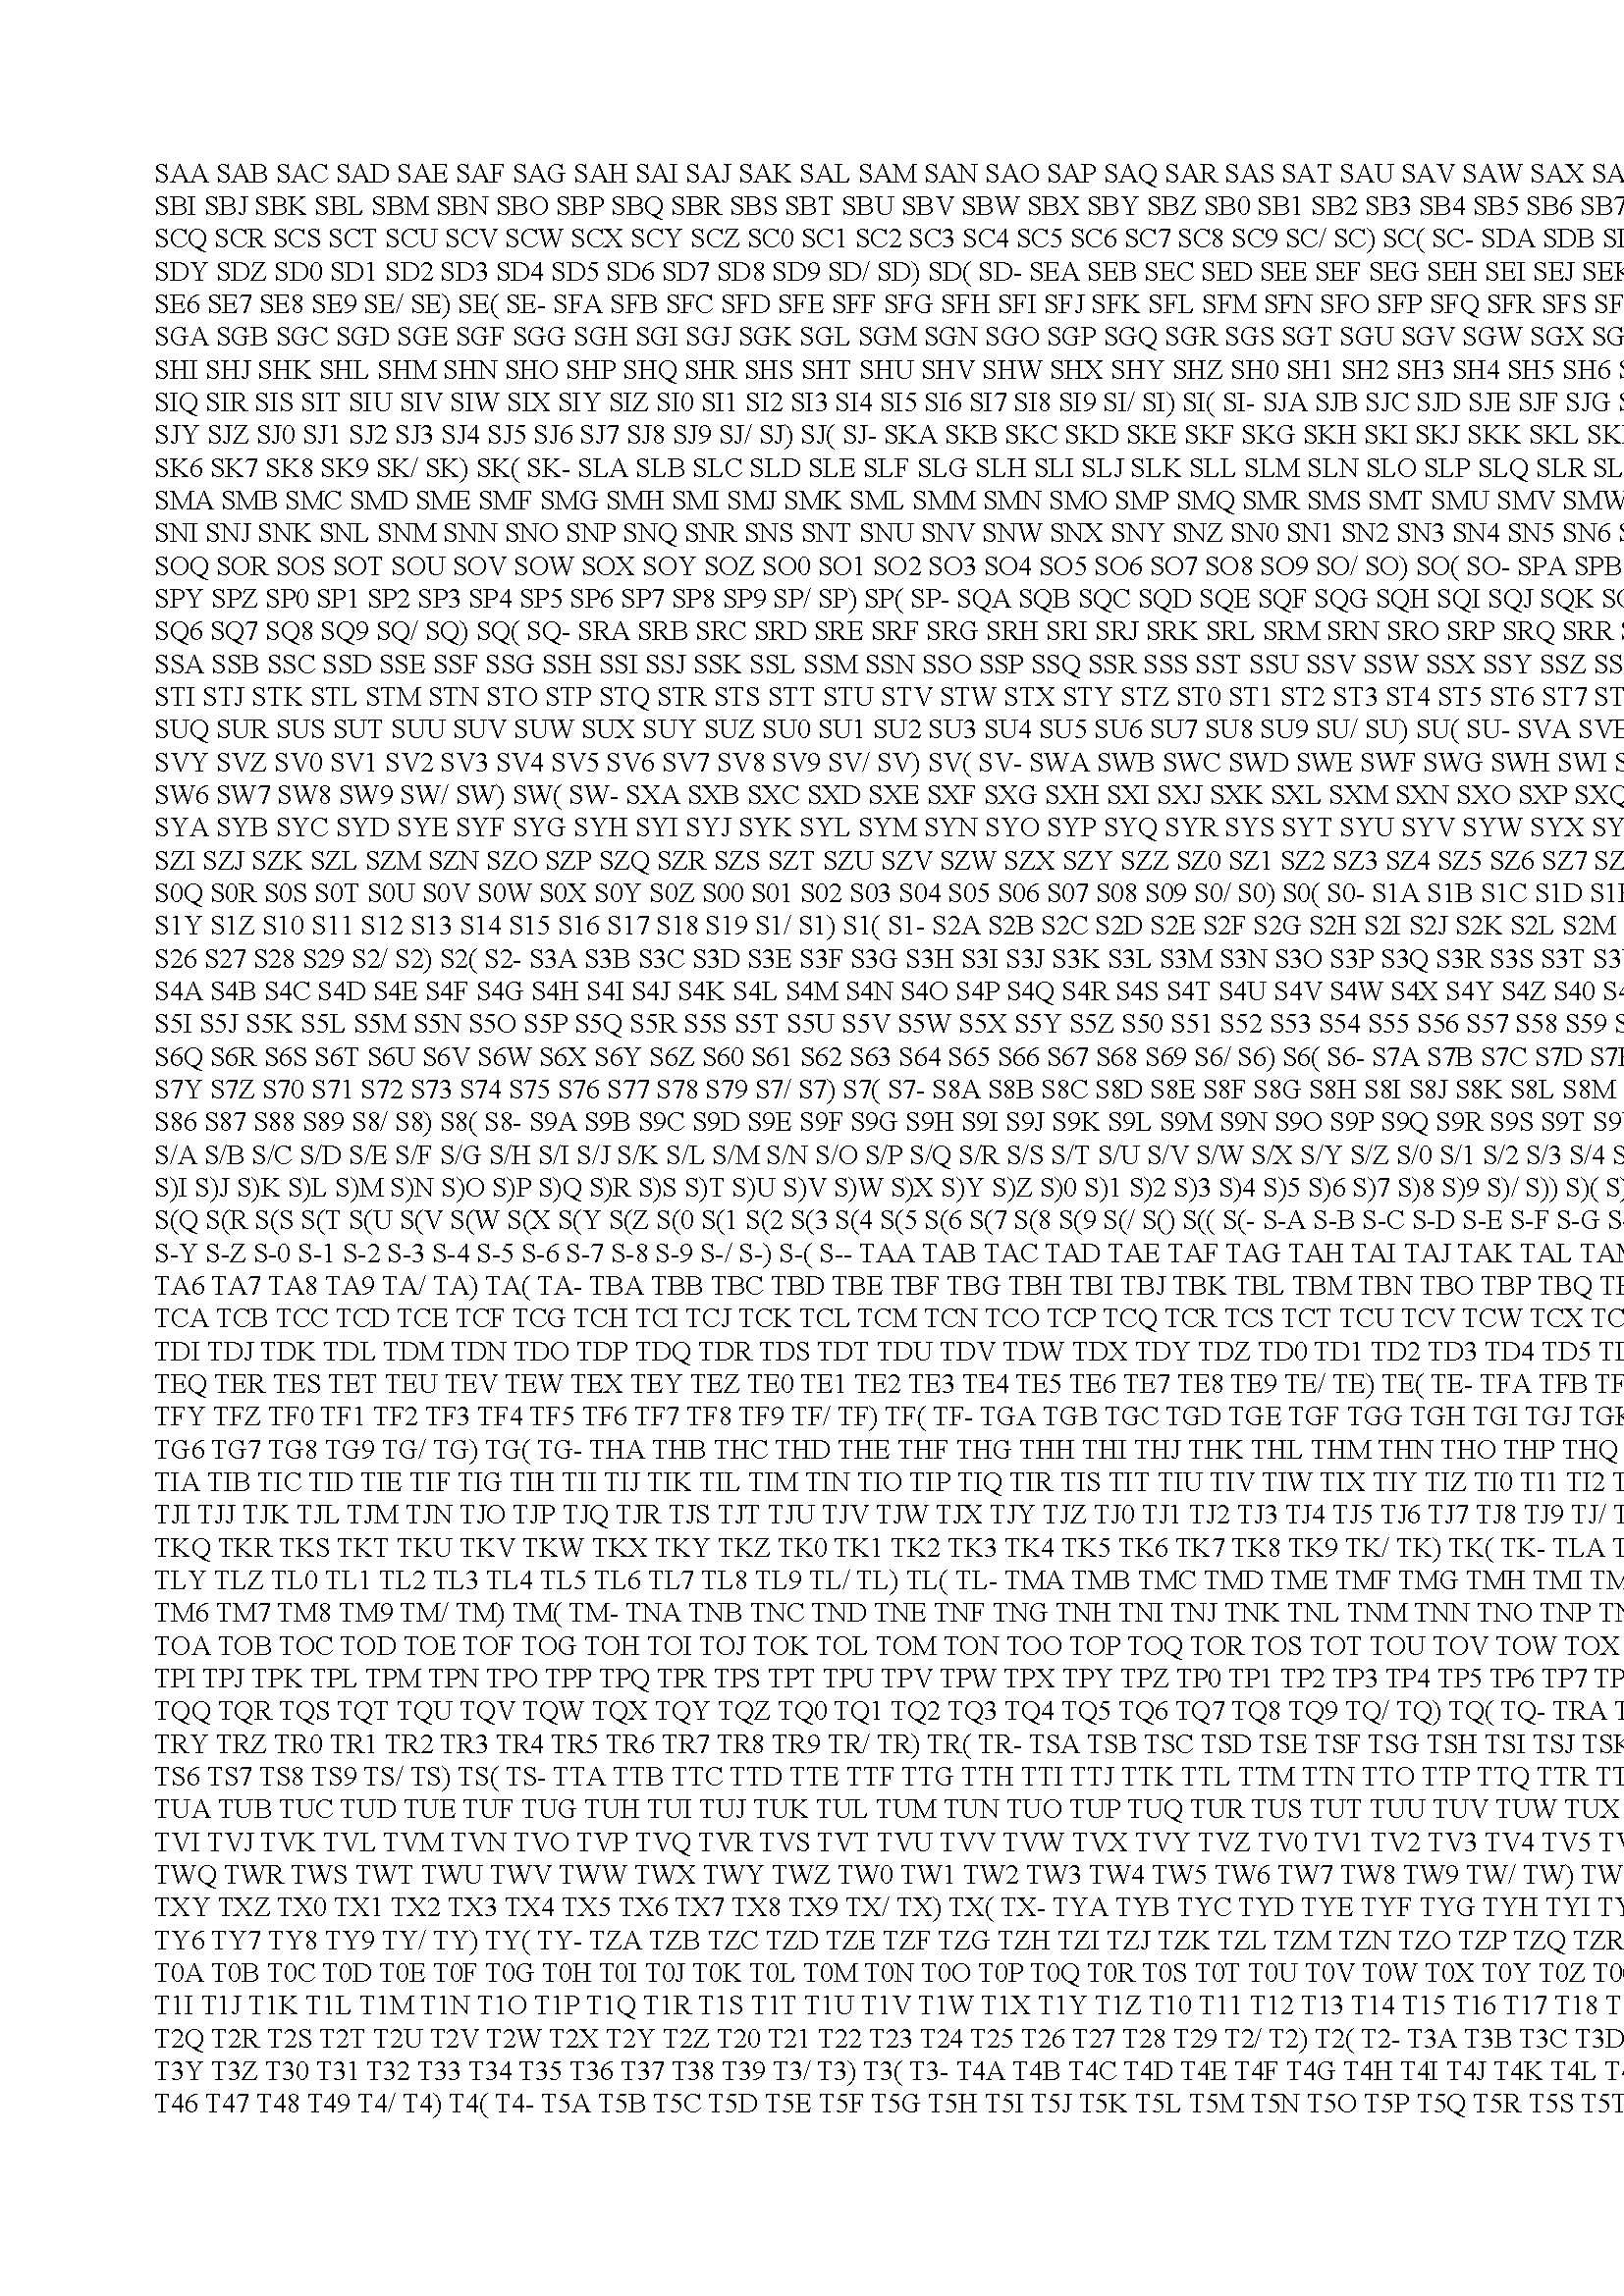 SAA SAB SAC SAD SAE SAF SAG SAH SAI SAJ SAK SAL SAM SAN SAO SAP SAQ SAR SAS SAT SAU SAV SAW SAX SA
SBI SBJ SBK SBL SBM SBN SBO SBP SBQ SBR SBS SBT SBU SBV SBW SBX SBY SBZ SB0 SB1 SB2 SB3 SB4 SB5 SB6 SB7
SCQ SCR SCS SCT SCU SCV SCW SCX SCY SCZ SC0 SC1 SC2 SC3 SC4 SC5 SC6 SC7 SC8 SC9 SC/ SC) SC( SC- SDA SDB
SDY SDZ SD0 SD1 SD2 SD3 SD4 SD5 SD6 SD7 SD8 SD9 SD/ SD) SD( SD- SEA SEB SEC SED SEE SEF SEG SEH SEI SEJ SEK
SE6 SE7 SE8 SE9 SE/ SE) SE( SE- SFA SFB SFC SFD SFE SFF SFG SFH SFI SFJ SFK SFL SFM SFN SFO SFP SFQ SFR SFS SF
SGA SGB SGC SGD SGE SGF SGG SGH SGI SGJ SGK SGL SGM SGN SGO SGP SGQ SGR SGS SGT SGU SGV SGW SGX SG
SHI SHJ SHK SHL SHM SHN SHO SHP SHQ SHR SHS SHT SHU SHV SHW SHX SHY SHZ SH0 SH1 SH2 SH3 SH4 SH5 SH6
SIQ SIR SIS SIT SIU SIV SIW SIX SIY SIZ SI0 SI1 SI2 SI3 SI4 SI5 SI6 SI7 SI8 SI9 SI/ SI) SI( SI- SJA SJB SJC SJD SJE SJF SJG
SJY SJZ SJ0 SJ1 SJ2 SJ3 SJ4 SJ5 SJ6 SJ7 SJ8 SJ9 SJ/ SJ) SJ( SJ- SKA SKB SKC SKD SKE SKF SKG SKH SKI SKJ SKK SKL
SK6 SK7 SK8 SK9 SK/ SK) SK( SK- SLA SLB SLC SLD SLE SLF SLG SLH SLI SLJ SLK SLL SLM SLN SLO SLP SLQ SLR SL
SMA SMB SMC SMD SME SMF SMG SMH SMI SMJ SMK SML SMM SMN SMO SMP SMQ SMR SMS SMT SMU SMV SMW
SNI SNJ SNK SNL SNM SNN SNO SNP SNQ SNR SNS SNT SNU SNV SNW SNX SNY SNZ SN0 SN1 SN2 SN3 SN4 SN5 SN6
SOQ SOR SOS SOT SOU SOV SOW SOX SOY SOZ SO0 SO1 SO2 SO3 SO4 SO5 SO6 SO7 SO8 SO9 SO/ SO) SO( SO- SPA SPB
SPY SPZ SP0 SP1 SP2 SP3 SP4 SP5 SP6 SP7 SP8 SP9 SP/ SP) SP( SP- SQA SQB SQC SQD SQE SQF SQG SQH SQI SQJ SQK
SQ6 SQ7 SQ8 SQ9 SQ/ SQ) SQ( SQ- SRA SRB SRC SRD SRE SRF SRG SRH SRI SRJ SRK SRL SRM SRN SRO SRP SRQ SRR
SSA SSB SSC SSD SSE SSF SSG SSH SSI SSJ SSK SSL SSM SSN SSO SSP SSQ SSR SSS SST SSU SSV SSW SSX SSY SSZ SS
STI STJ STK STL STM STN STO STP STQ STR STS STT STU STV STW STX STY STZ ST0 ST1 ST2 ST3 ST4 ST5 ST6 ST7 ST
SUQ SUR SUS SUT SUU SUV SUW SUX SUY SUZ SU0 SU1 SU2 SU3 SU4 SU5 SU6 SU7 SU8 SU9 SU/ SU) SU( SU- SVA SVB
SVY SVZ SV0 SV1 SV2 SV3 SV4 SV5 SV6 SV7 SV8 SV9 SV/ SV) SV( SV- SWA SWB SWC SWD SWE SWF SWG SWH SWI
SW6 SW7 SW8 SW9 SW/ SW) SW( SW- SXA SXB SXC SXD SXE SXF SXG SXH SXI SXJ SXK SXL SXM SXN SXO SXP SXQ
SYA SYB SYC SYD SYE SYF SYG SYH SYI SYJ SYK SYL SYM SYN SYO SYP SYQ SYR SYS SYT SYU SYV SYW SYX SY
SZI SZJ SZK SZL SZM SZN SZO SZP SZQ SZR SZS SZT SZU SZV SZW SZX SZY SZZ SZ0 SZ1 SZ2 SZ3 SZ4 SZ5 SZ6 SZ7 SZ
S0Q S0R S0S S0T S0U S0V S0W S0X S0Y S0Z S00 S01 S02 S03 S04 S05 S06 S07 S08 S09 S0/ S0) S0( S0- S1A S1B S1C S1D S1E
S1Y S1Z S10 S11 S12 S13 S14 S15 S16 S17 S18 S19 S1/ S1) S1( S1- S2A S2B S2C S2D S2E S2F S2G S2H S2I S2J S2K S2L S2M
S26 S27 S28 S29 S2/ S2) S2( S2- S3A S3B S3C S3D S3E S3F S3G S3H S3I S3J S3K S3L S3M S3N S3O S3P S3Q S3R S3S S3T S3
S4A S4B S4C S4D S4E S4F S4G S4H S4I S4J S4K S4L S4M S4N S4O S4P S4Q S4R S4S S4T S4U S4V S4W S4X S4Y S4Z S40 S4
S5I S5J S5K S5L S5M S5N S5O S5P S5Q S5R S5S S5T S5U S5V S5W S5X S5Y S5Z S50 S51 S52 S53 S54 S55 S56 S57 S58 S59
S6Q S6R S6S S6T S6U S6V S6W S6X S6Y S6Z S60 S61 S62 S63 S64 S65 S66 S67 S68 S69 S6/ S6) S6( S6- S7A S7B S7C S7D S7E
S7Y S7Z S70 S71 S72 S73 S74 S75 S76 S77 S78 S79 S7/ S7) S7( S7- S8A S8B S8C S8D S8E S8F S8G S8H S8I S8J S8K S8L S8M
S86 S87 S88 S89 S8/ S8) S8( S8- S9A S9B S9C S9D S9E S9F S9G S9H S9I S9J S9K S9L S9M S9N S9O S9P S9Q S9R S9S S9T S9
S/A S/B S/C S/D S/E S/F S/G S/H S/I S/J S/K S/L S/M S/N S/O S/P S/Q S/R S/S S/T S/U S/V S/W S/X S/Y S/Z S/0 S/1 S/2 S/3 S/4 S
S)I S)J S)K S)L S)M S)N S)O S)P S)Q S)R S)S S)T S)U S)V S)W S)X S)Y S)Z S)0 S)1 S)2 S)3 S)4 S)5 S)6 S)7 S)8 S)9 S)/ S)) S)( S)
S(Q S(R S(S S(T S(U S(V S(W S(X S(Y S(Z S(0 S(1 S(2 S(3 S(4 S(5 S(6 S(7 S(8 S(9 S(/ S() S(( S(- S-A S-B S-C S-D S-E S-F S-G S-
S-Y S-Z S-0 S-1 S-2 S-3 S-4 S-5 S-6 S-7 S-8 S-9 S-/ S-) S-( S-- TAA TAB TAC TAD TAE TAF TAG TAH TAI TAJ TAK TAL TAM
TA6 TA7 TA8 TA9 TA/ TA) TA( TA- TBA TBB TBC TBD TBE TBF TBG TBH TBI TBJ TBK TBL TBM TBN TBO TBP TBQ
TCA TCB TCC TCD TCE TCF TCG TCH TCI TCJ TCK TCL TCM TCN TCO TCP TCQ TCR TCS TCT TCU TCV TCW TCX TC
TDI TDJ TDK TDL TDM TDN TDO TDP TDQ TDR TDS TDT TDU TDV TDW TDX TDY TDZ TD0 TD1 TD2 TD3 TD4 TD5
TEQ TER TES TET TEU TEV TEW TEX TEY TEZ TE0 TE1 TE2 TE3 TE4 TE5 TE6 TE7 TE8 TE9 TE/ TE) TE( TE- TFA TFB TF
TFY TFZ TF0 TF1 TF2 TF3 TF4 TF5 TF6 TF7 TF8 TF9 TF/ TF) TF( TF- TGA TGB TGC TGD TGE TGF TGG TGH TGI TGJ TGK
TG6 TG7 TG8 TG9 TG/ TG) TG( TG- THA THB THC THD THE THF THG THH THI THJ THK THL THM THN THO THP THQ
TIA TIB TIC TID TIE TIF TIG TIH TII TIJ TIK TIL TIM TIN TIO TIP TIQ TIR TIS TIT TIU TIV TIW TIX TIY TIZ TI0 TI1 TI2
TJI TJJ TJK TJL TJM TJN TJO TJP TJQ TJR TJS TJT TJU TJV TJW TJX TJY TJZ TJ0 TJ1 TJ2 TJ3 TJ4 TJ5 TJ6 TJ7 TJ8 TJ9 TJ/
TKQ TKR TKS TKT TKU TKV TKW TKX TKY TKZ TK0 TK1 TK2 TK3 TK4 TK5 TK6 TK7 TK8 TK9 TK/ TK) TK( TK- TLA
TLY TLZ TL0 TL1 TL2 TL3 TL4 TL5 TL6 TL7 TL8 TL9 TL/ TL) TL( TL- TMA TMB TMC TMD TME TMF TMG TMH TMI
TM6 TM7 TM8 TM9 TM/ TM) TM( TM- TNA TNB TNC TND TNE TNF TNG TNH TNI TNJ TNK TNL TNM TNN TNO TNP
TOA TOB TOC TOD TOE TOF TOG TOH TOI TOJ TOK TOL TOM TON TOO TOP TOQ TOR TOS TOT TOU TOV TOW TOX
TPI TPJ TPK TPL TPM TPN TPO TPP TPQ TPR TPS TPT TPU TPV TPW TPX TPY TPZ TP0 TP1 TP2 TP3 TP4 TP5 TP6 TP7 TP
TQQ TQR TQS TQT TQU TQV TQW TQX TQY TQZ TQ0 TQ1 TQ2 TQ3 TQ4 TQ5 TQ6 TQ7 TQ8 TQ9 TQ/ TQ) TQ( TQ- TRA
TRY TRZ TR0 TR1 TR2 TR3 TR4 TR5 TR6 TR7 TR8 TR9 TR/ TR) TR( TR- TSA TSB TSC TSD TSE TSF TSG TSH TSI TSJ TSK
TS6 TS7 TS8 TS9 TS/ TS) TS( TS- TTA TTB TTC TTD TTE TTF TTG TTH TTI TTJ TTK TTL TTM TTN TTO TTP TTQ TTR TT
TUA TUB TUC TUD TUE TUF TUG TUH TUI TUJ TUK TUL TUM TUN TUO TUP TUQ TUR TUS TUT TUU TUV TUW TUX
TVI TVJ TVK TVL TVM TVN TVO TVP TVQ TVR TVS TVT TVU TVV TVW TVX TVY TVZ TV0 TV1 TV2 TV3 TV4 TV5 TV
TWQ TWR TWS TWT TWU TWV TWW TWX TWY TWZ TW0 TW1 TW2 TW3 TW4 TW5 TW6 TW7 TW8 TW9 TW/ TW) TW
TXY TXZ TX0 TX1 TX2 TX3 TX4 TX5 TX6 TX7 TX8 TX9 TX/ TX) TX( TX- TYA TYB TYC TYD TYE TYF TYG TYH TYI TY
TY6 TY7 TY8 TY9 TY/ TY) TY( TY- TZA TZB TZC TZD TZE TZF TZG TZH TZI TZJ TZK TZL TZM TZN TZO TZP TZQ TZR
T0A T0B T0C T0D T0E T0F T0G T0H T0I T0J T0K T0L T0M T0N T0O T0P T0Q T0R T0S T0T T0U T0V T0W T0X T0Y T0Z T00
T1I T1J T1K T1L T1M T1N T1O T1P T1Q T1R T1S T1T T1U T1V T1W T1X T1Y T1Z T10 T11 T12 T13 T14 T15 T16 T17 T18
T2Q T2R T2S T2T T2U T2V T2W T2X T2Y T2Z T20 T21 T22 T23 T24 T25 T26 T27 T28 T29 T2/ T2) T2( T2- T3A T3B T3C T3D
T3Y T3Z T30 T31 T32 T33 T34 T35 T36 T37 T38 T39 T3/ T3) T3( T3- T4A T4B T4C T4D T4E T4F T4G T4H T4I T4J T4K T4L T4
T46 T47 T48 T49 T4/ T4) T4( T4- T5A T5B T5C T5D T5E T5F T5G T5H T5I T5J T5K T5L T5M T5N T5O T5P T5Q T5R T5S T5T